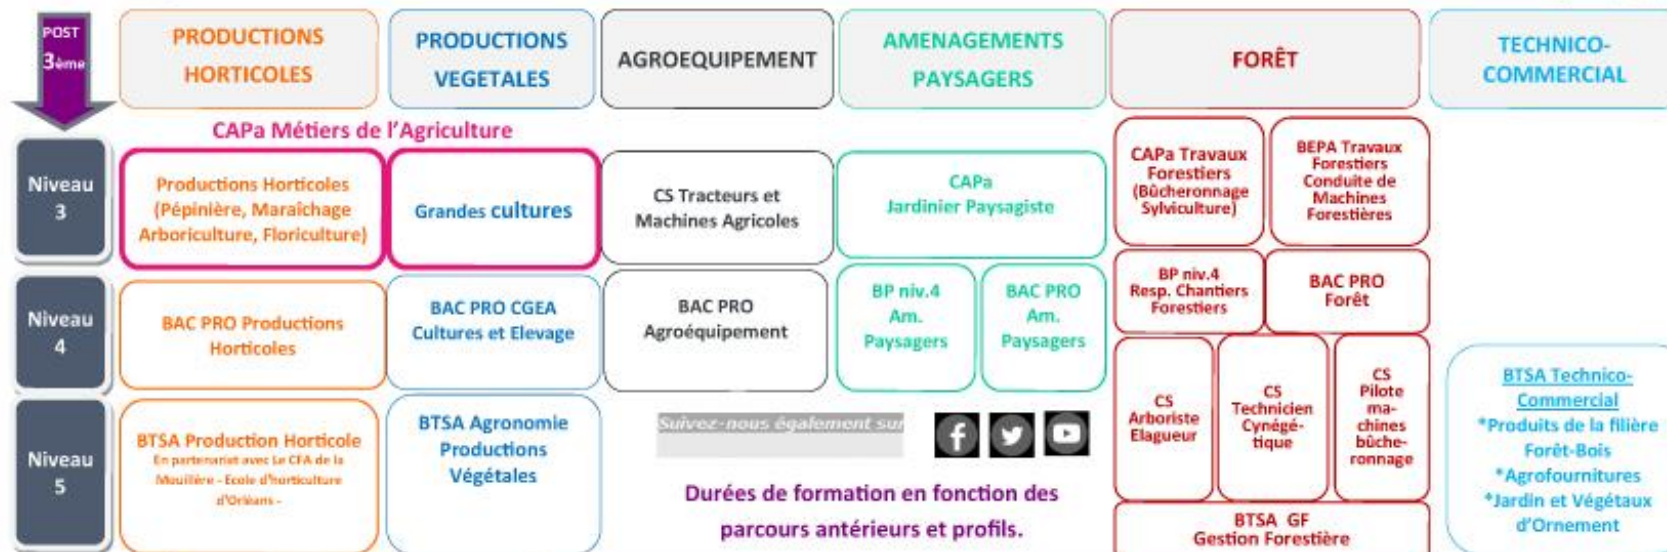 POST
3ème
PRODUCTIONS
HORTICOLES
PRODUCTIONS
VEGETALES
AGROEQUIPEMENT
AMENAGEMENTS
PAYSAGERS
FORÊT
TECHNICO-
COMMERCIAL
CAPa Métiers de l'Agriculture
Niveau
3
Productions Horticoles
(Pépinière, Maraîchage
Arboriculture, Floriculture)
Grandes cultures
CS Tracteurs et
Machines Agricoles
CAPa
Jardinier Paysagiste
CAPa Travaux
Forestiers
(Bûcheronnage
Sylviculture)
BEPA Travaux
Forestiers
Conduite de
Machines
Forestières
Niveau
4
BAC PRO Productions
Horticoles
BAC PRO CGEA
Cultures et Elevage
BAC PRO
Agroéquipement
BP niv.4
Am.
Paysagers
BAC PRO
Am.
Paysagers
BP niv.4
Resp. Chantiers
Forestiers
BAC PRO
Forêt
CS
Arboriste
Elagueur
CS
Technicien
Cynégé-
tique
CS
Pilote
ma-
chines
bûche-
ronnage
Niveau
5
BTSA Production Horticole
En partenariat avec Le CFA de la
Mouillère - Ecole d'horticulture
d'Orléans -
BTSA Agronomie
Productions
Végétales
Suivez-nous également sur
Durées de formation en fonction des
parcours antérieurs et profils.
BTSA GF
Gestion Forestière
BTSA Technico-
Commercial
*Produits de la filière
Forêt-Bois
*Agrofournitures
*Jardin et Végétaux
d'Ornement